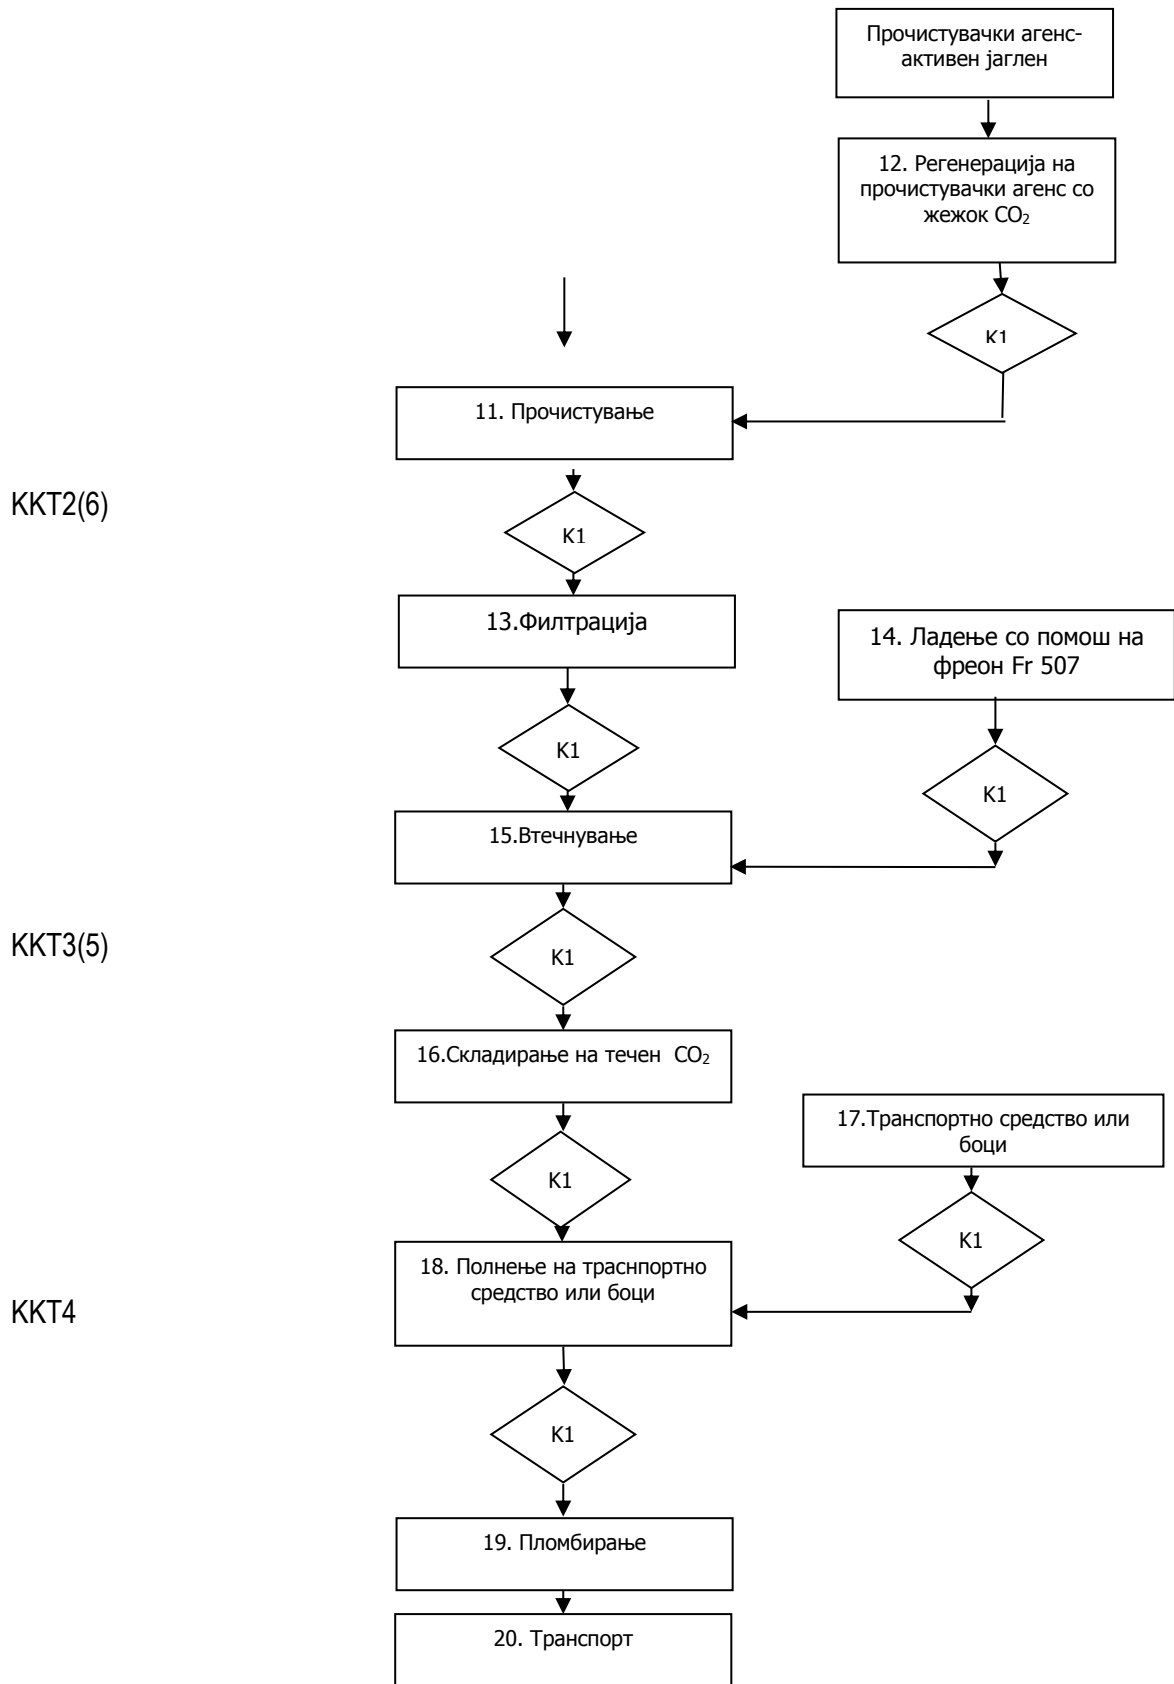 Прочистувачки агенс-
активен јаглен
12. Регенерација на
прочистувачки агенс со
жежок CO₂
К1
11. Прочистување
ККТ2(6)
К1
13.Филтрација
14. Ладење со помош на
фреон Fr 507
К1
К1
15.Втечнување
ККТ3(5)
К1
16.Складирање на течен CO₂
17.Транспортно средство или
боци
К1
К1
18. Полнење на траснпортно
средство или боци
ККТ4
К1
19. Пломбирање
20. Транспорт